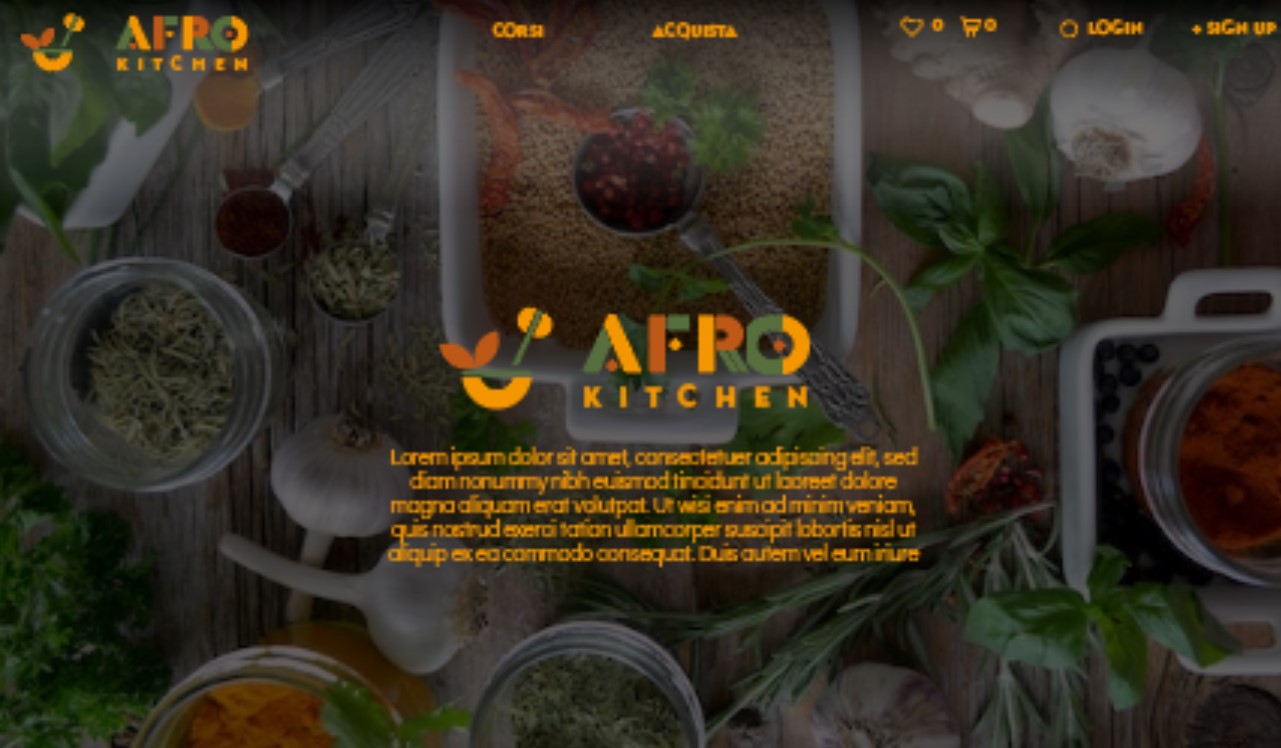 AFRO
KITCHEN
CORSI
ACQUISTA
0
0
LOGIN
+ SIGN UP
AFRO
KITCHEN
Lorem ipsum dolor sit amet, consectetuer adipiscing elit, sed
diam nonummy nibh euismod tincidunt ut laoreet dolore
magna aliquam erat volutpat. Ut wisi enim ad minim veniam,
quis nostrud exerci tation ullamcorper suscipit lobortis nisl ut
aliquip ex ea commodo consequat. Duis autem vel eum iriure